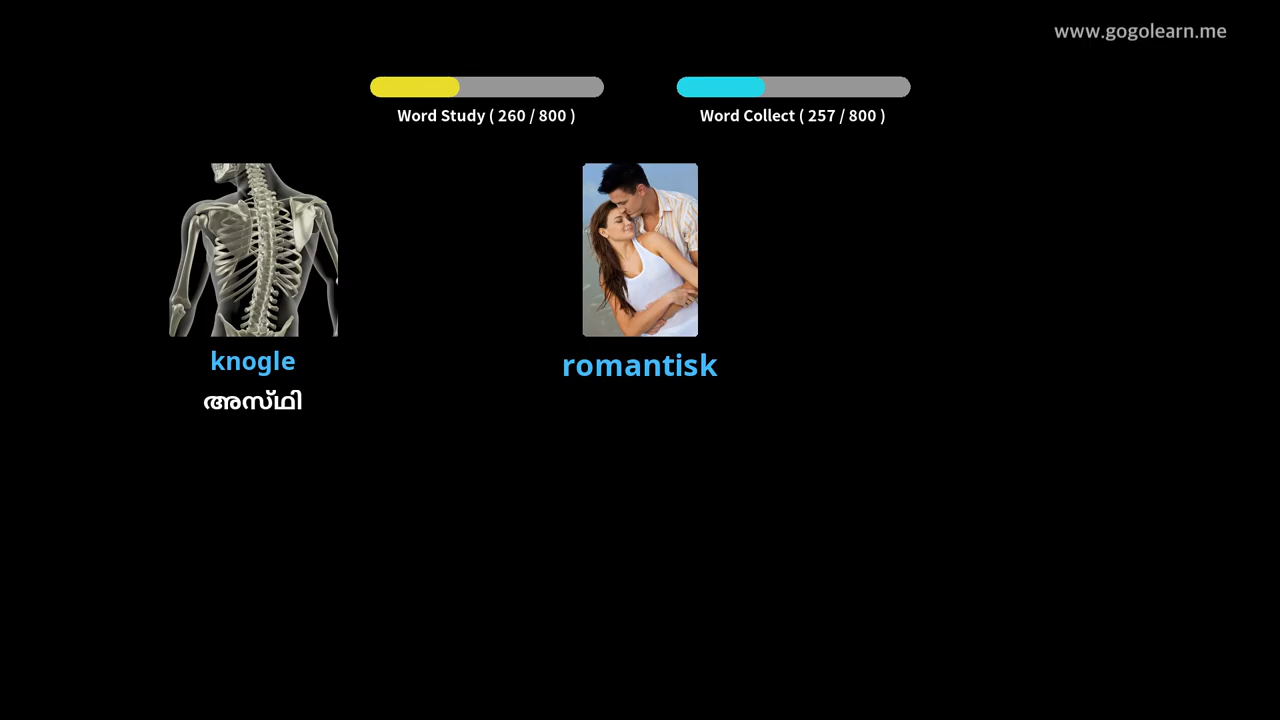 www.gogolearn.me
Word Study ( 260 / 800 )
Word Collect ( 257 / 800 )
knogle
romantisk
അസ്ഥി